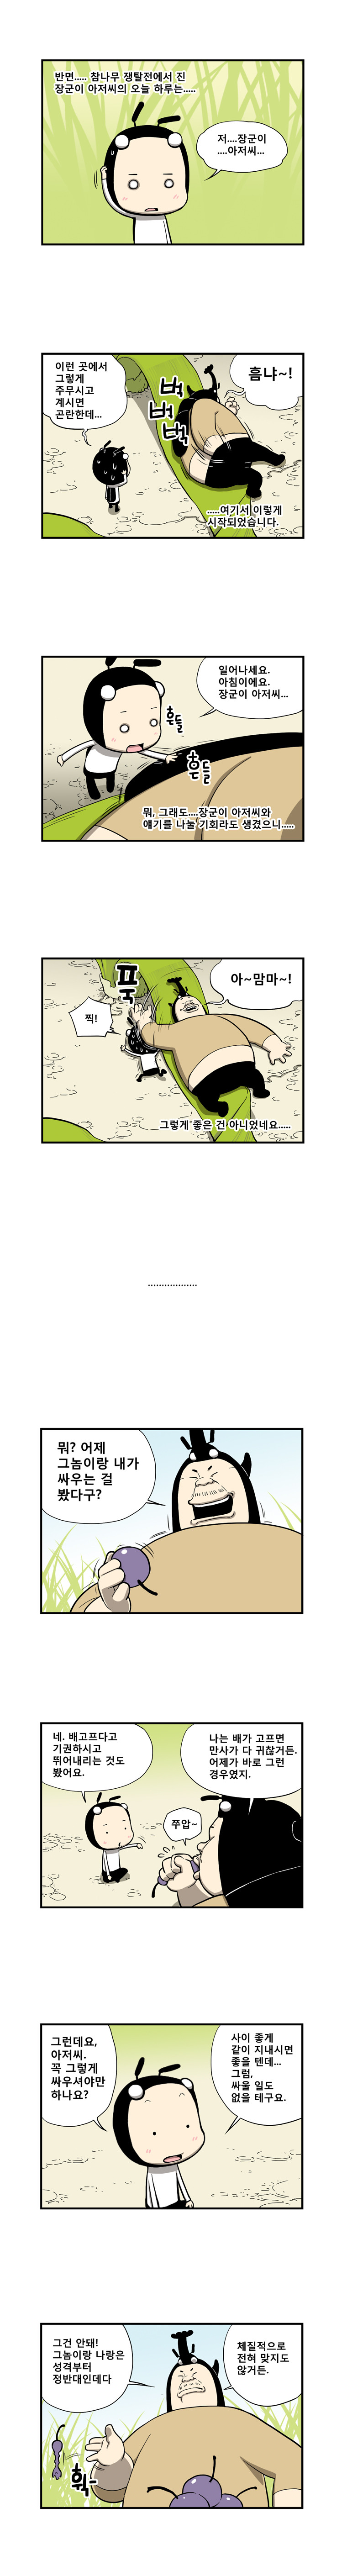 반면..... 참나무 쟁탈전에서 진
장군이 아저씨의 오늘 하루는.....
저....장군이
....아저씨...
이런 곳에서
그렇게
주무시고
계시면
곤란한데...
흠냐~!
벅
벅
벅
.....여기서 이렇게
시작되었습니다.
일어나세요.
아침이에요.
장군이 아저씨...
흔들
흔들
뭐, 그래도....장군이 아저씨와
얘기를 나눌 기회라도 생겼으니.....
푹
찍!
아~맘마~!
그렇게 좋은 건 아니었네요.....
..................
뭐? 어제
그놈이랑 내가
싸우는 걸
봤다구?
네. 배고프다고
기권하시고
뛰어내리는 것도
봤어요.
나는 배가 고프면
만사가 다 귀찮거든.
어제가 바로 그런
경우였지.
쭈압~
그런데요,
아저씨.
꼭 그렇게
싸우셔야만
하나요?
사이 좋게
같이 지내시면
좋을 텐데...
그럼,
싸울 일도
없을 테구요.
그건 안돼!
그놈이랑 나랑은
성격부터
정반대인데다
체질적으로
전혀 맞지도
않거든.
휙-